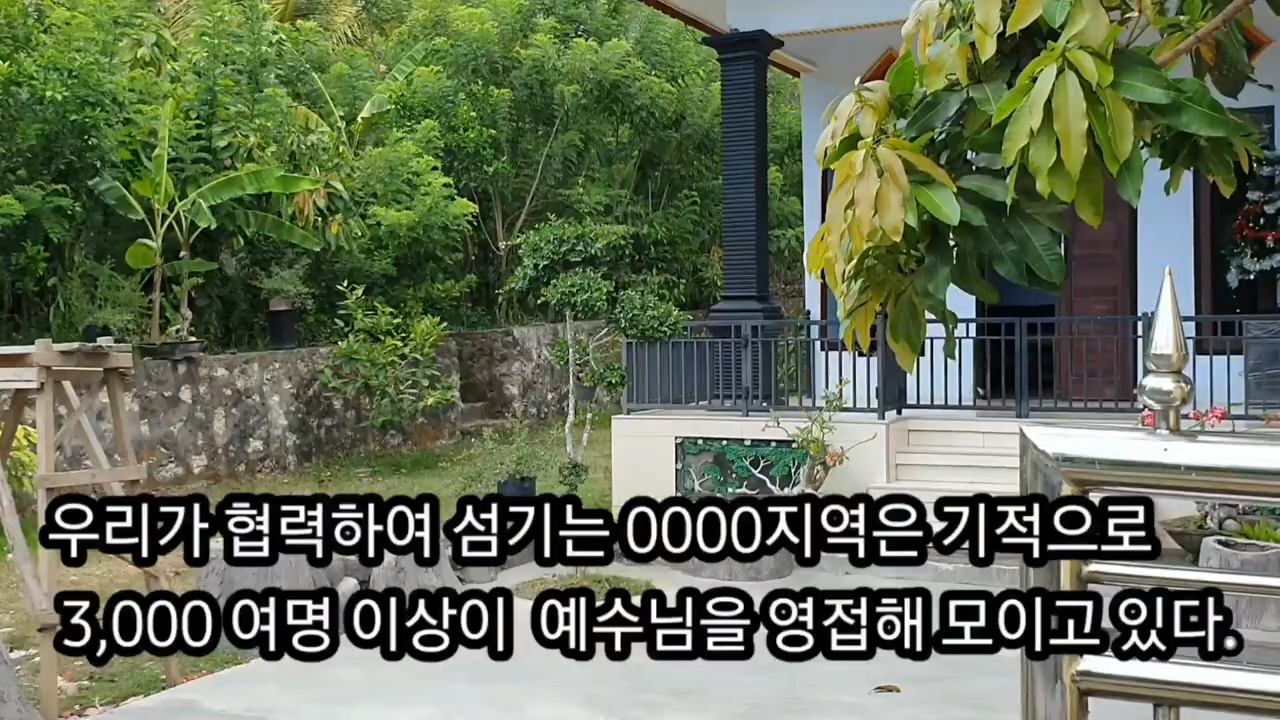 우리가 협력하여 섬기는 0000지역은 기적으로
3,000 여명 이상이 예수님을 영접해 모이고 있다.